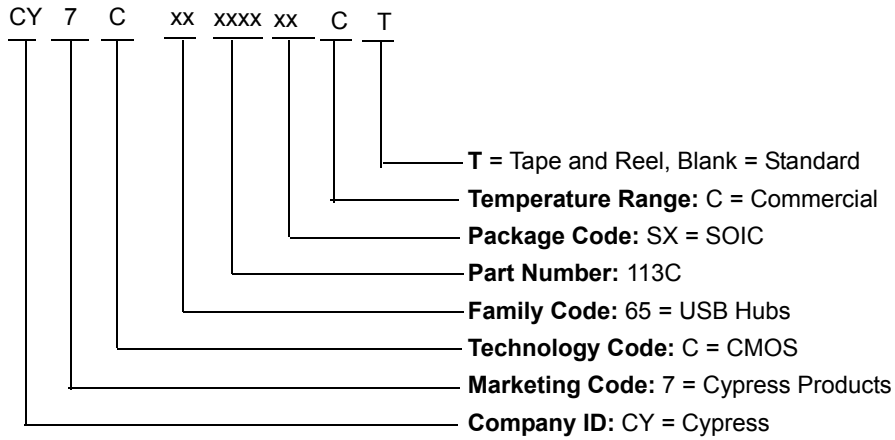 CY 7 C xx xxxx xx C T
T = Tape and Reel, Blank = Standard
Temperature Range: C = Commercial
Package Code: SX = SOIC
Part Number: 113C
Family Code: 65 = USB Hubs
Technology Code: C = CMOS
Marketing Code: 7 = Cypress Products
Company ID: CY = Cypress